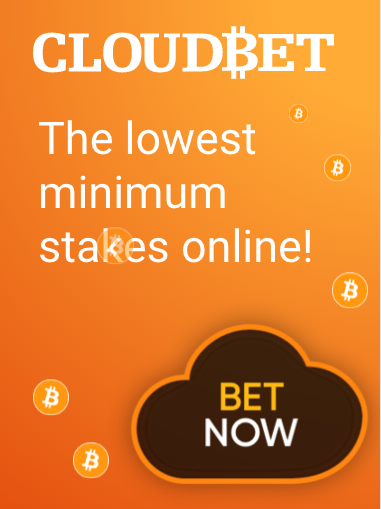 CLOUDBET
The lowest
minimum
stakes online!
BET
NOW